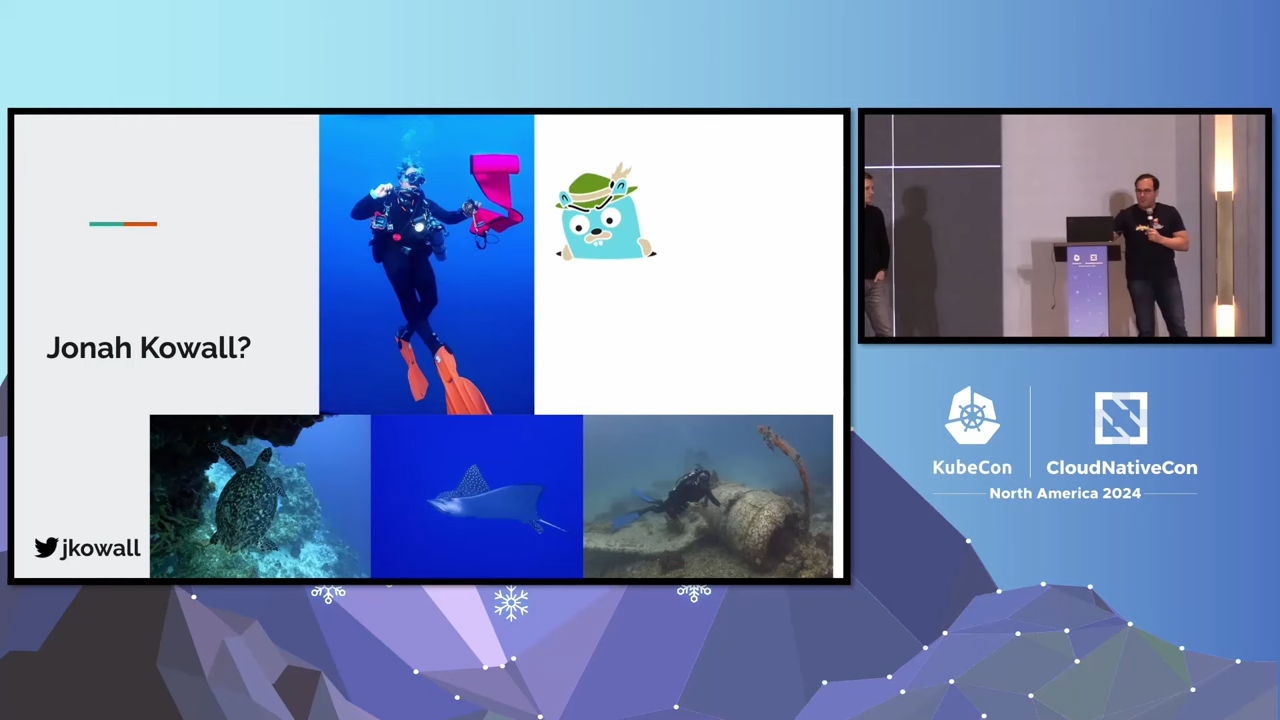 Jonah Kowall?
jkowall
KubeCon
CloudNativeCon
North America 2024